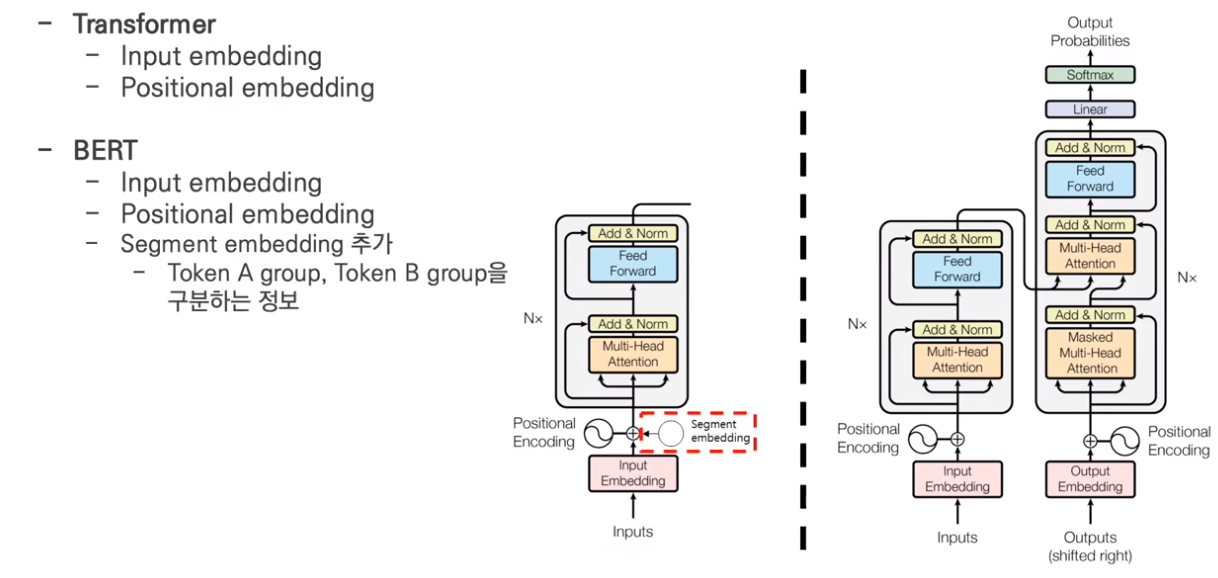 - Transformer
- Input embedding
- Positional embedding
- BERT
- Input embedding
- Positional embedding
- Segment embedding 추가
- Token A group, Token B group을
구분하는 정보
Add & Norm
Feed
Forward
Nx
Add & Norm
Multi-Head
Attention
Positional
Encoding
Segment
embedding
Input
Embedding
Inputs
Output
Probabilities
Softmax
Linear
Add & Norm
Feed
Forward
Add & Norm
Multi-Head
Attention
Nx
Add & Norm
Masked
Multi-Head
Attention
Add & Norm
Feed
Forward
Nx
Add & Norm
Multi-Head
Attention
Positional
Encoding
Positional
Encoding
Input
Embedding
Output
Embedding
Inputs
Outputs
(shifted right)